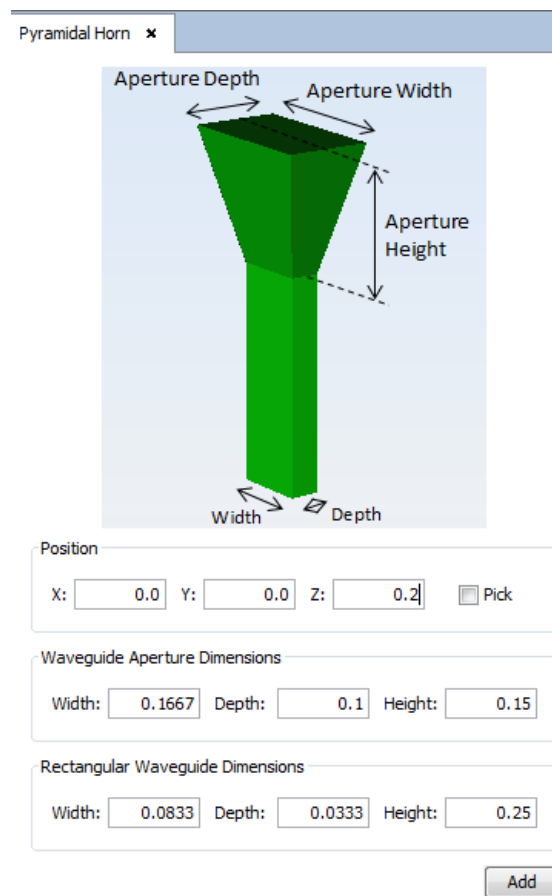 Pyramidal Horn ×
Aperture Depth
Aperture Width
Aperture
Height
Width
Depth
Position
X: 0.0 Y: 0.0 Z: 0.2 Pick
Waveguide Aperture Dimensions
Width: 0.1667 Depth: 0.1 Height: 0.15
Rectangular Waveguide Dimensions
Width: 0.0833 Depth: 0.0333 Height: 0.25
Add